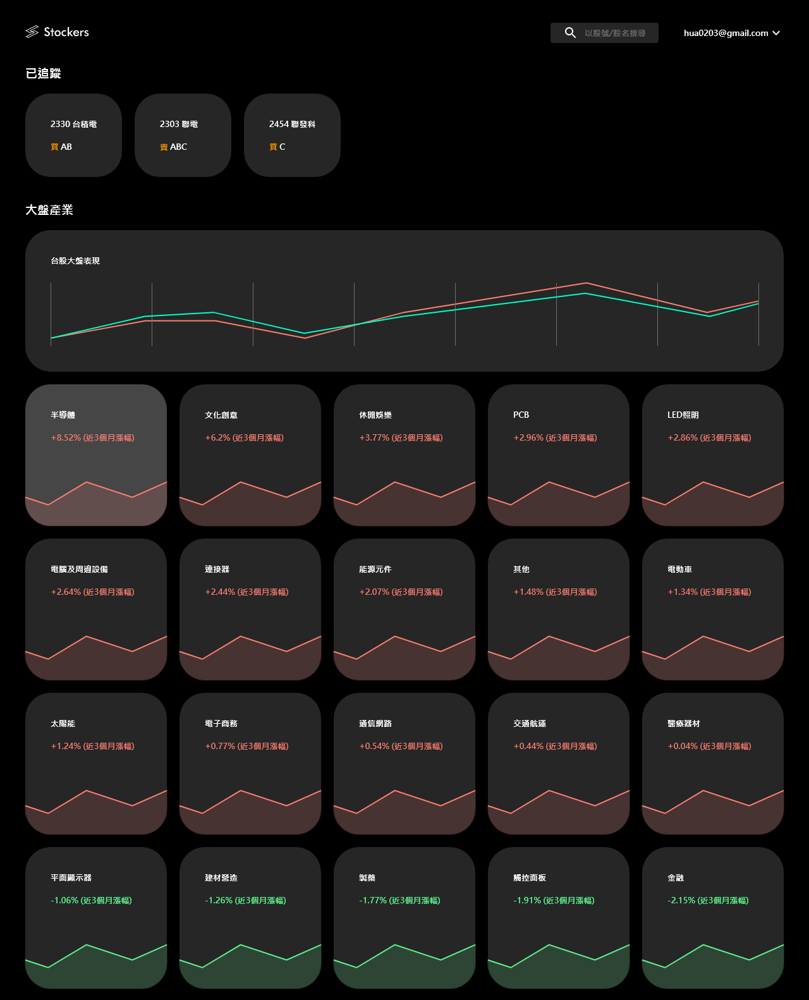 Stockers
以股號/股名搜尋
hua0203@gmail.com
已追蹤
2330 台積電
買 AB
2303 聯電
賣 ABC
2454 聯發科
買 C
大盤產業
台股大盤表現
半導體
+8.52% (近3個月漲幅)
文化創意
+6.2% (近3個月漲幅)
休閒娛樂
+3.77% (近3個月漲幅)
PCB
+2.96% (近3個月漲幅)
LED照明
+2.86% (近3個月漲幅)
電腦及周邊設備
+2.64% (近3個月漲幅)
連接器
+2.44% (近3個月漲幅)
能源元件
+2.07% (近3個月漲幅)
其他
+1.48% (近3個月漲幅)
電動車
+1.34% (近3個月漲幅)
太陽能
+1.24% (近3個月漲幅)
電子商務
+0.77% (近3個月漲幅)
通信網路
+0.54% (近3個月漲幅)
交通航運
+0.44% (近3個月漲幅)
醫療器材
+0.04% (近3個月漲幅)
平面顯示器
-1.06% (近3個月漲幅)
建材營造
-1.26% (近3個月漲幅)
製藥
-1.77% (近3個月漲幅)
觸控面板
-1.91% (近3個月漲幅)
金融
-2.15% (近3個月漲幅)